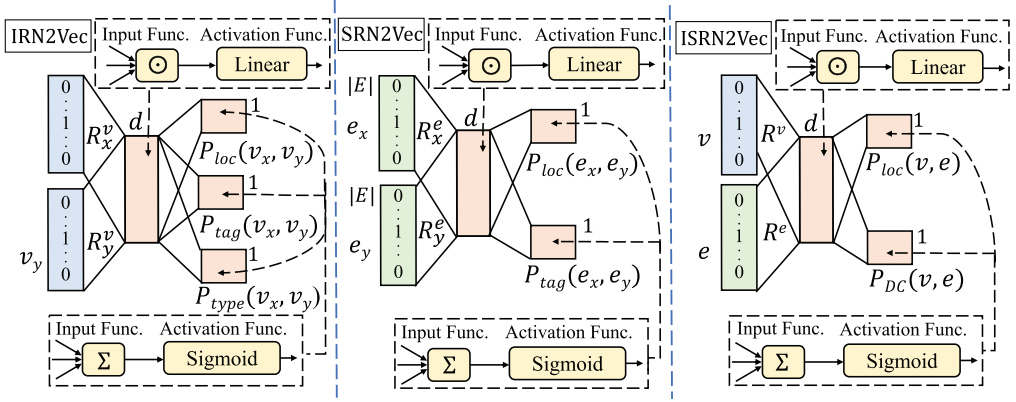 IRN2Vec
Input Func. Activation Func.
⊙ Linear
0
1
0
R_x^v
d
1
P_loc(v_x, v_y)
1
P_tag(v_x, v_y)
v_y
0
1
0
R_y^v
1
P_type(v_x, v_y)
Input Func. Activation Func.
Σ Sigmoid
SRN2Vec
Input Func. Activation Func.
⊙ Linear
|E|
e_x
0
1
0
R_x^e
d
1
P_loc(e_x, e_y)
|E|
e_y
0
1
0
R_y^e
1
P_tag(e_x, e_y)
Input Func. Activation Func.
Σ Sigmoid
ISRN2Vec
Input Func. Activation Func.
⊙ Linear
v
0
1
0
R^v
d
1
P_loc(v, e)
e
0
1
0
R^e
1
P_DC(v, e)
Input Func. Activation Func.
Σ Sigmoid